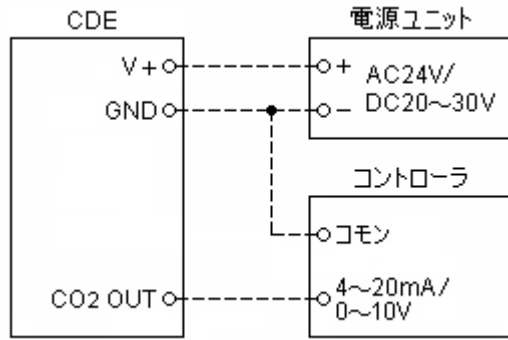 CDE
電源ユニット
V+
+
AC24V/
GND
−
DC20～30V
コントローラ
コモン
CO2 OUT
4～20mA/
0～10V